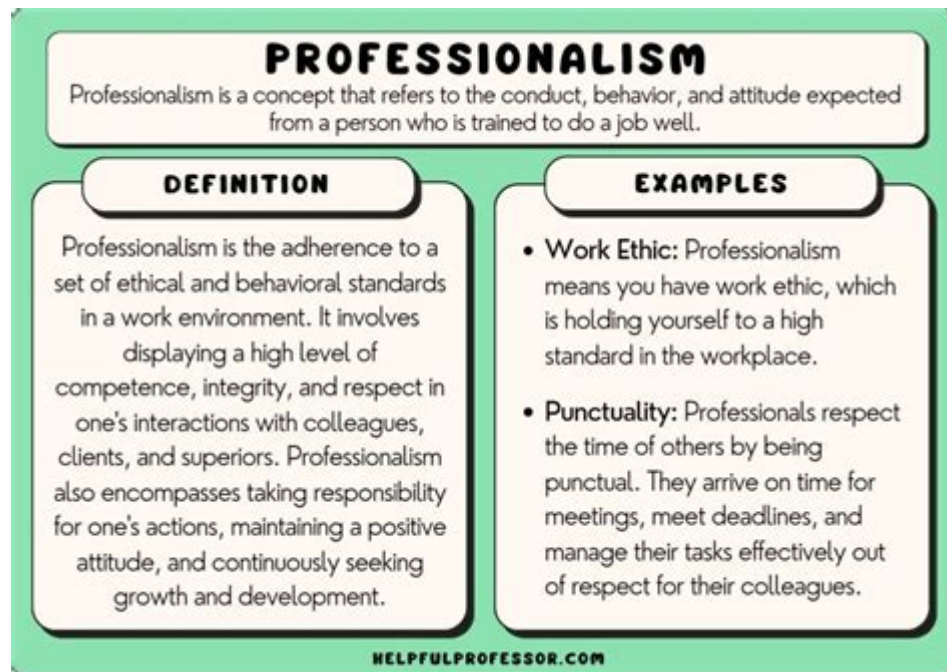 PROFESSIONALISM
Professionalism is a concept that refers to the conduct, behavior, and attitude expected
from a person who is trained to do a job well.
DEFINITION
Professionalism is the adherence to a
set of ethical and behavioral standards
in a work environment. It involves
displaying a high level of
competence, integrity, and respect in
one's interactions with colleagues,
clients, and superiors. Professionalism
also encompasses taking responsibility
for one's actions, maintaining a positive
attitude, and continuously seeking
growth and development.
EXAMPLES
• Work Ethic: Professionalism
means you have work ethic, which
is holding yourself to a high
standard in the workplace.
• Punctuality: Professionals respect
the time of others by being
punctual. They arrive on time for
meetings, meet deadlines, and
manage their tasks effectively out
of respect for their colleagues.
HELPFULPROFESSOR.COM